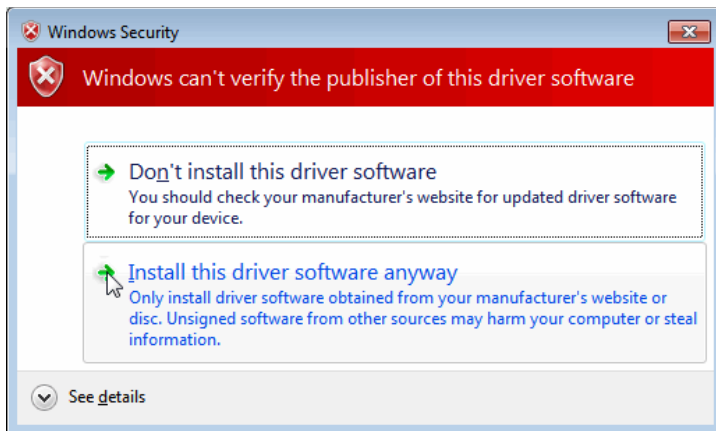 Windows Security
Windows can't verify the publisher of this driver software
Don't install this driver software
You should check your manufacturer's website for updated driver software
for your device.
Install this driver software anyway
Only install driver software obtained from your manufacturer's website or
disc. Unsigned software from other sources may harm your computer or steal
information.
See details